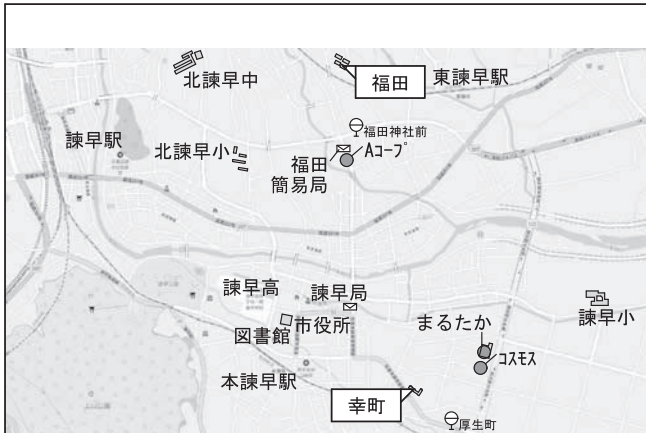 北諫早中
福田
東諫早駅
福田神社前
諫早駅
北諫早小
Aコープ
福田
簡易局
諫早高
諫早局
諫早小
まるたか
市役所
図書館
コスモス
本諫早駅
幸町
厚生町